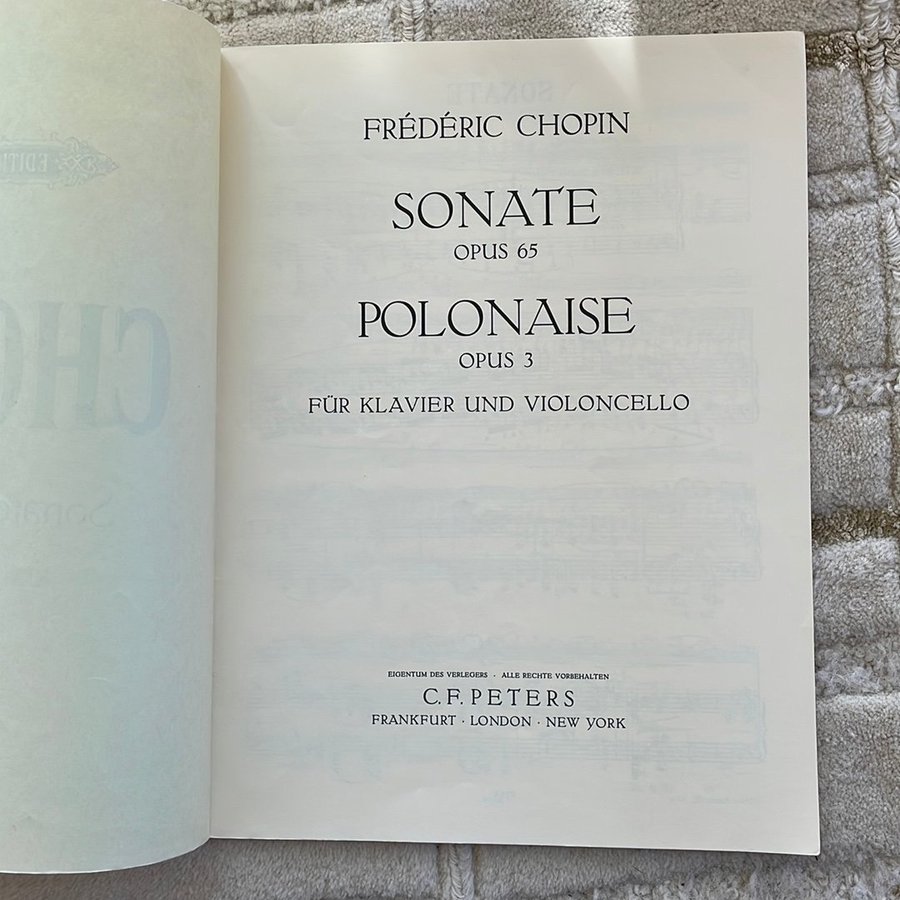 FRÉDÉRIC CHOPIN
SONATE
OPUS 65
POLONAISE
OPUS 3
FÜR KLAVIER UND VIOLONCELLO
EIGENTUM DES VERLEGERS · ALLE RECHTE VORBEHALTEN
C. F. PETERS
FRANKFURT · LONDON · NEW YORK